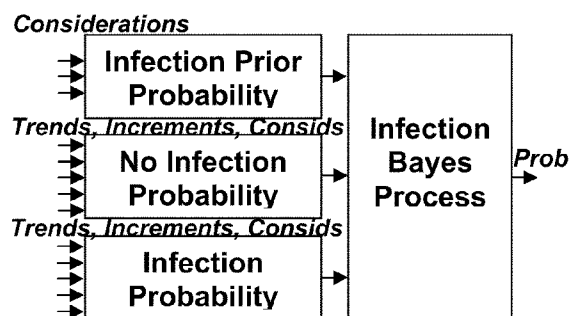 Considerations
Infection Prior
Probability
Trends, Increments, Consids
No Infection
Probability
Trends, Increments, Consids
Infection
Probability
Infection
Bayes
Process
Prob